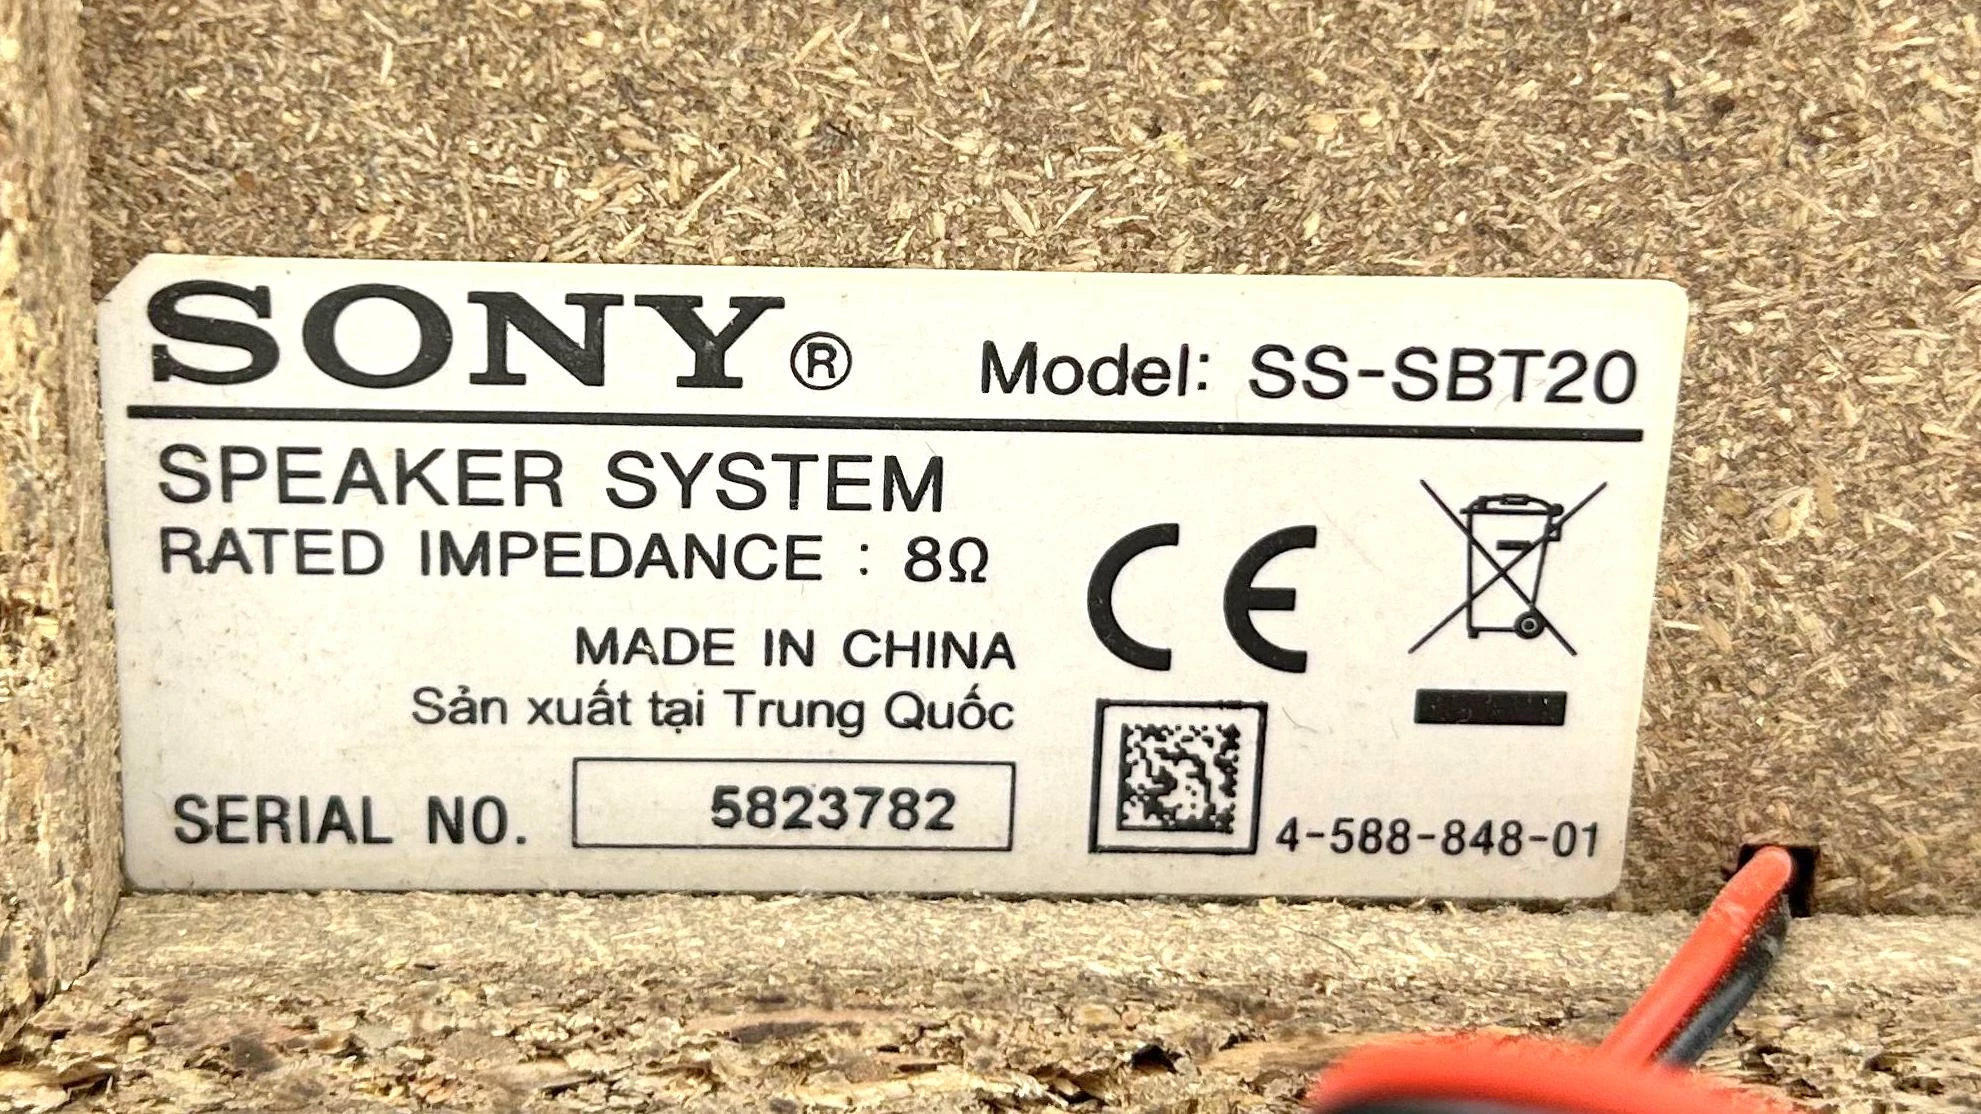 SONY®
Model: SS-SBT20
SPEAKER SYSTEM
RATED IMPEDANCE : 8Ω
CE
MADE IN CHINA
Sản xuất tại Trung Quốc
SERIAL NO. 5823782
4-588-848-01